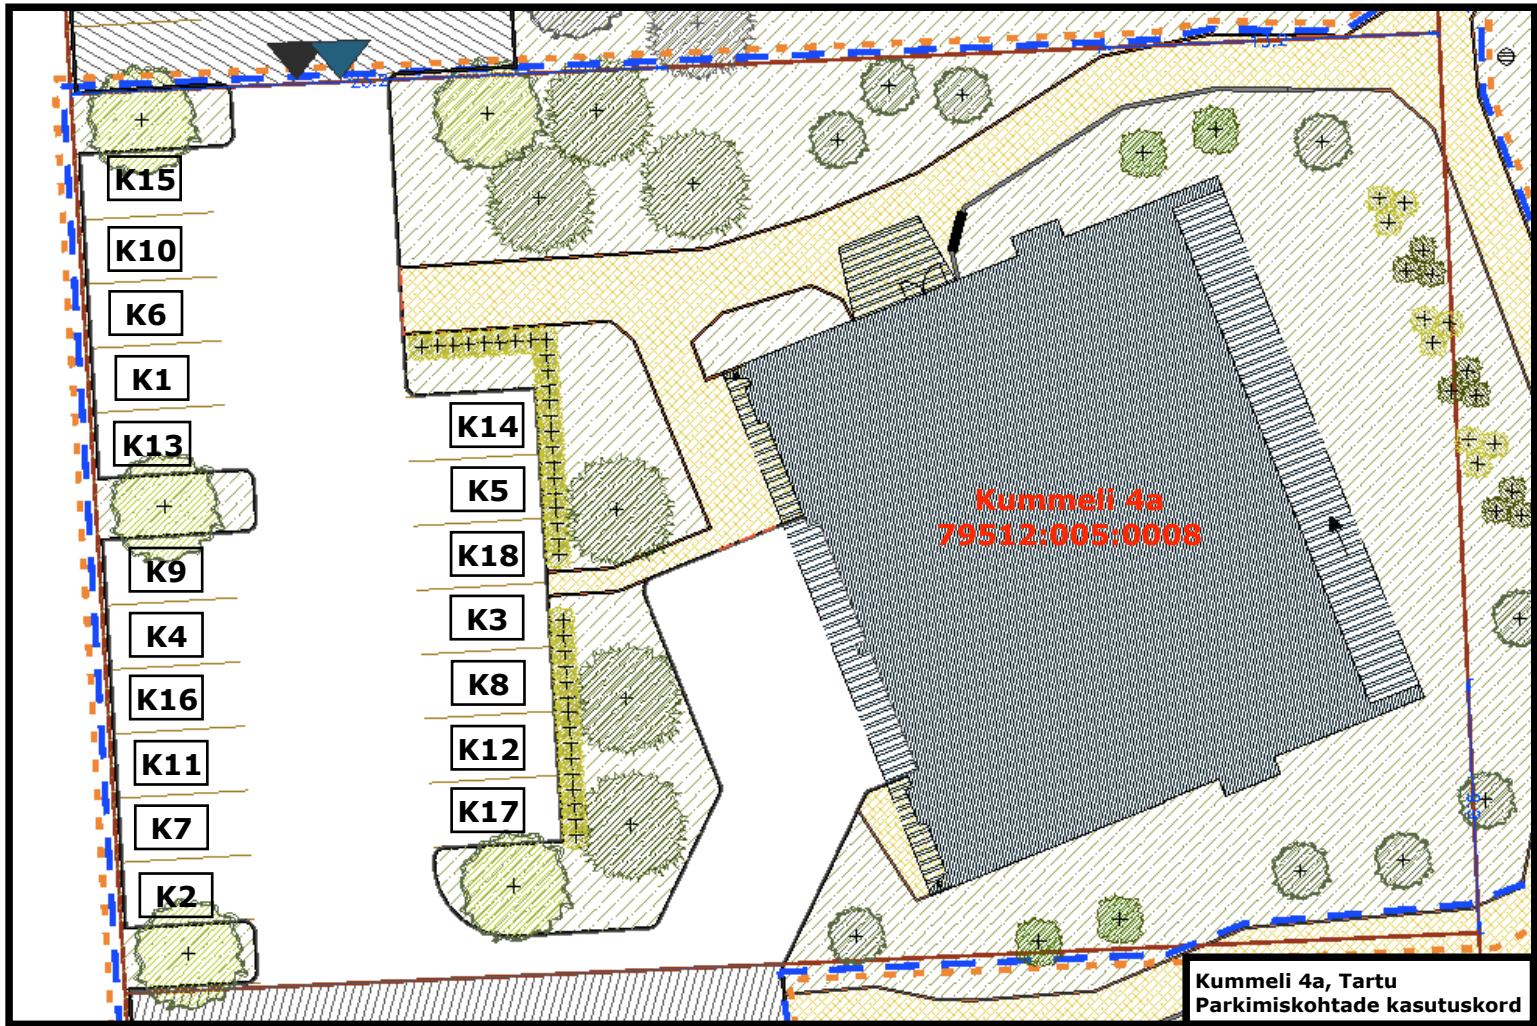 K15
K10
K6
K1
K13
K9
K4
K16
K11
K7
K2
K14
K5
K18
K3
K8
K12
K17
Kummeli 4a
79512:005:0008
Kummeli 4a, Tartu
Parkimiskohtade kasutuskord